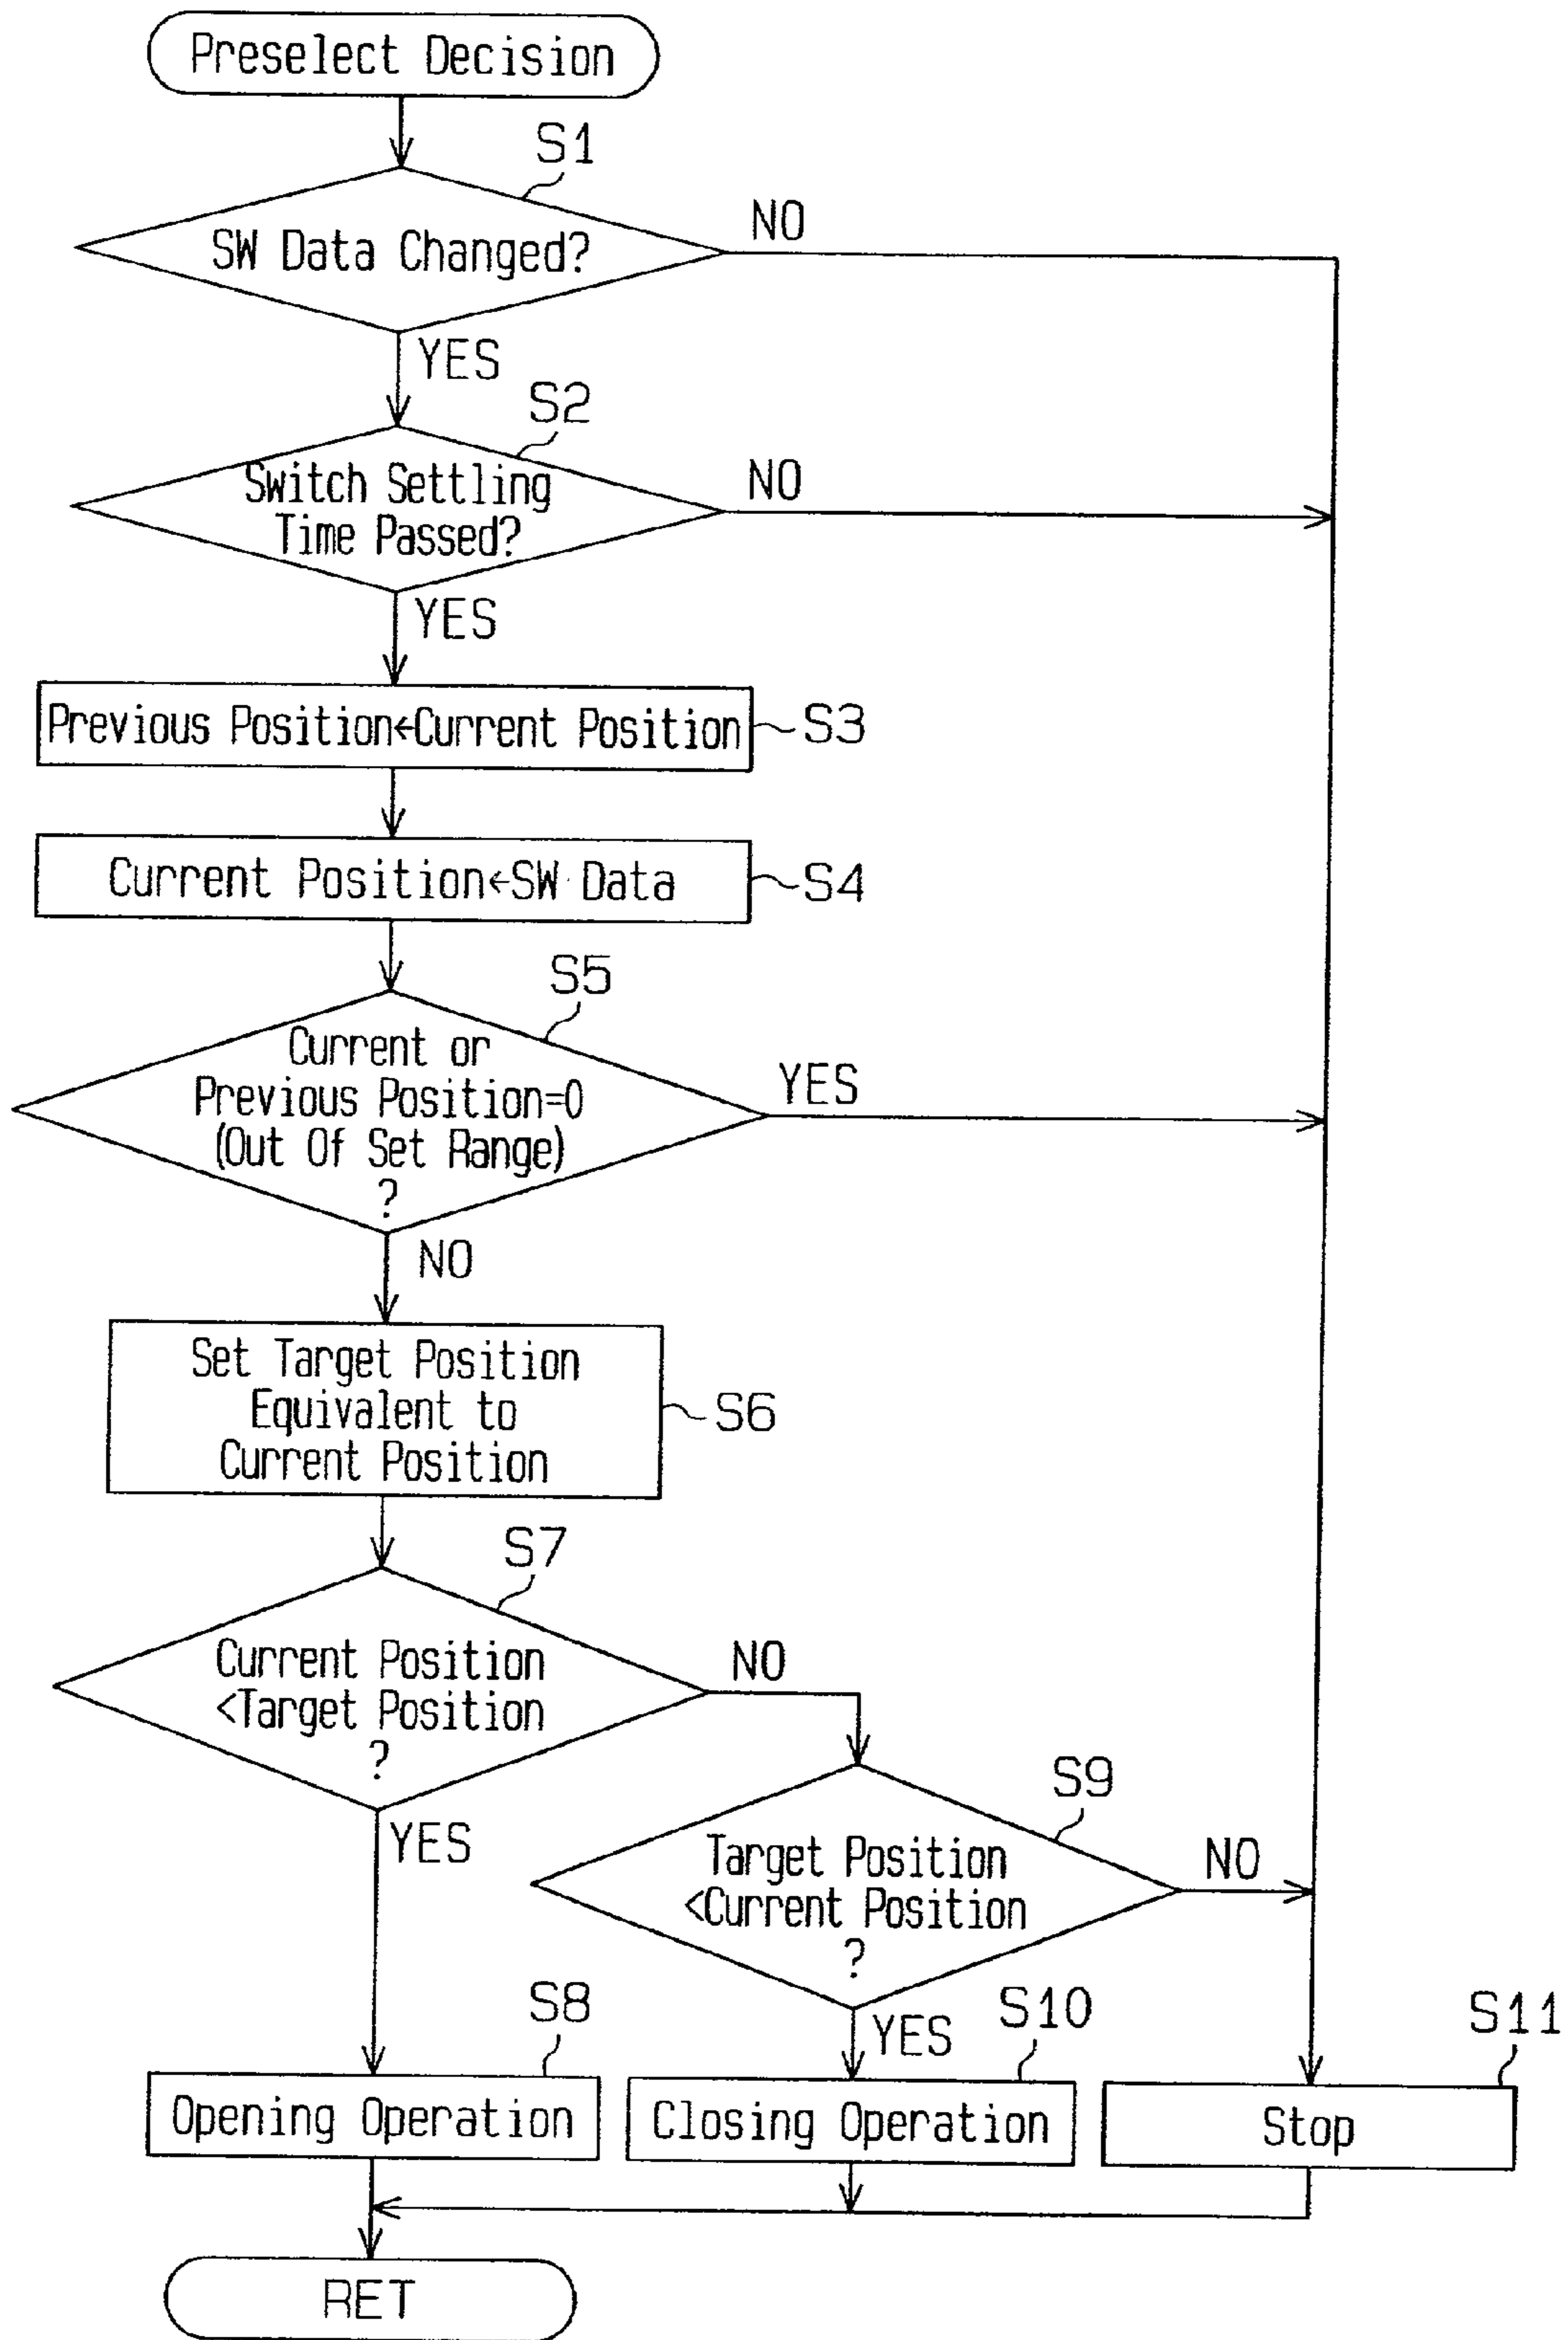 Preselect Decision
S1
SW Data Changed?
NO
YES
S2
Switch Settling
Time Passed?
NO
YES
Previous Position←Current Position
S3
Current Position←SW Data
S4
S5
Current or
Previous Position=0
(Out Of Set Range)
?
YES
NO
Set Target Position
Equivalent to
Current Position
S6
S7
Current Position
<Target Position
?
NO
YES
S9
Target Position
<Current Position
?
NO
YES
S8
Opening Operation
S10
Closing Operation
S11
Stop
RET